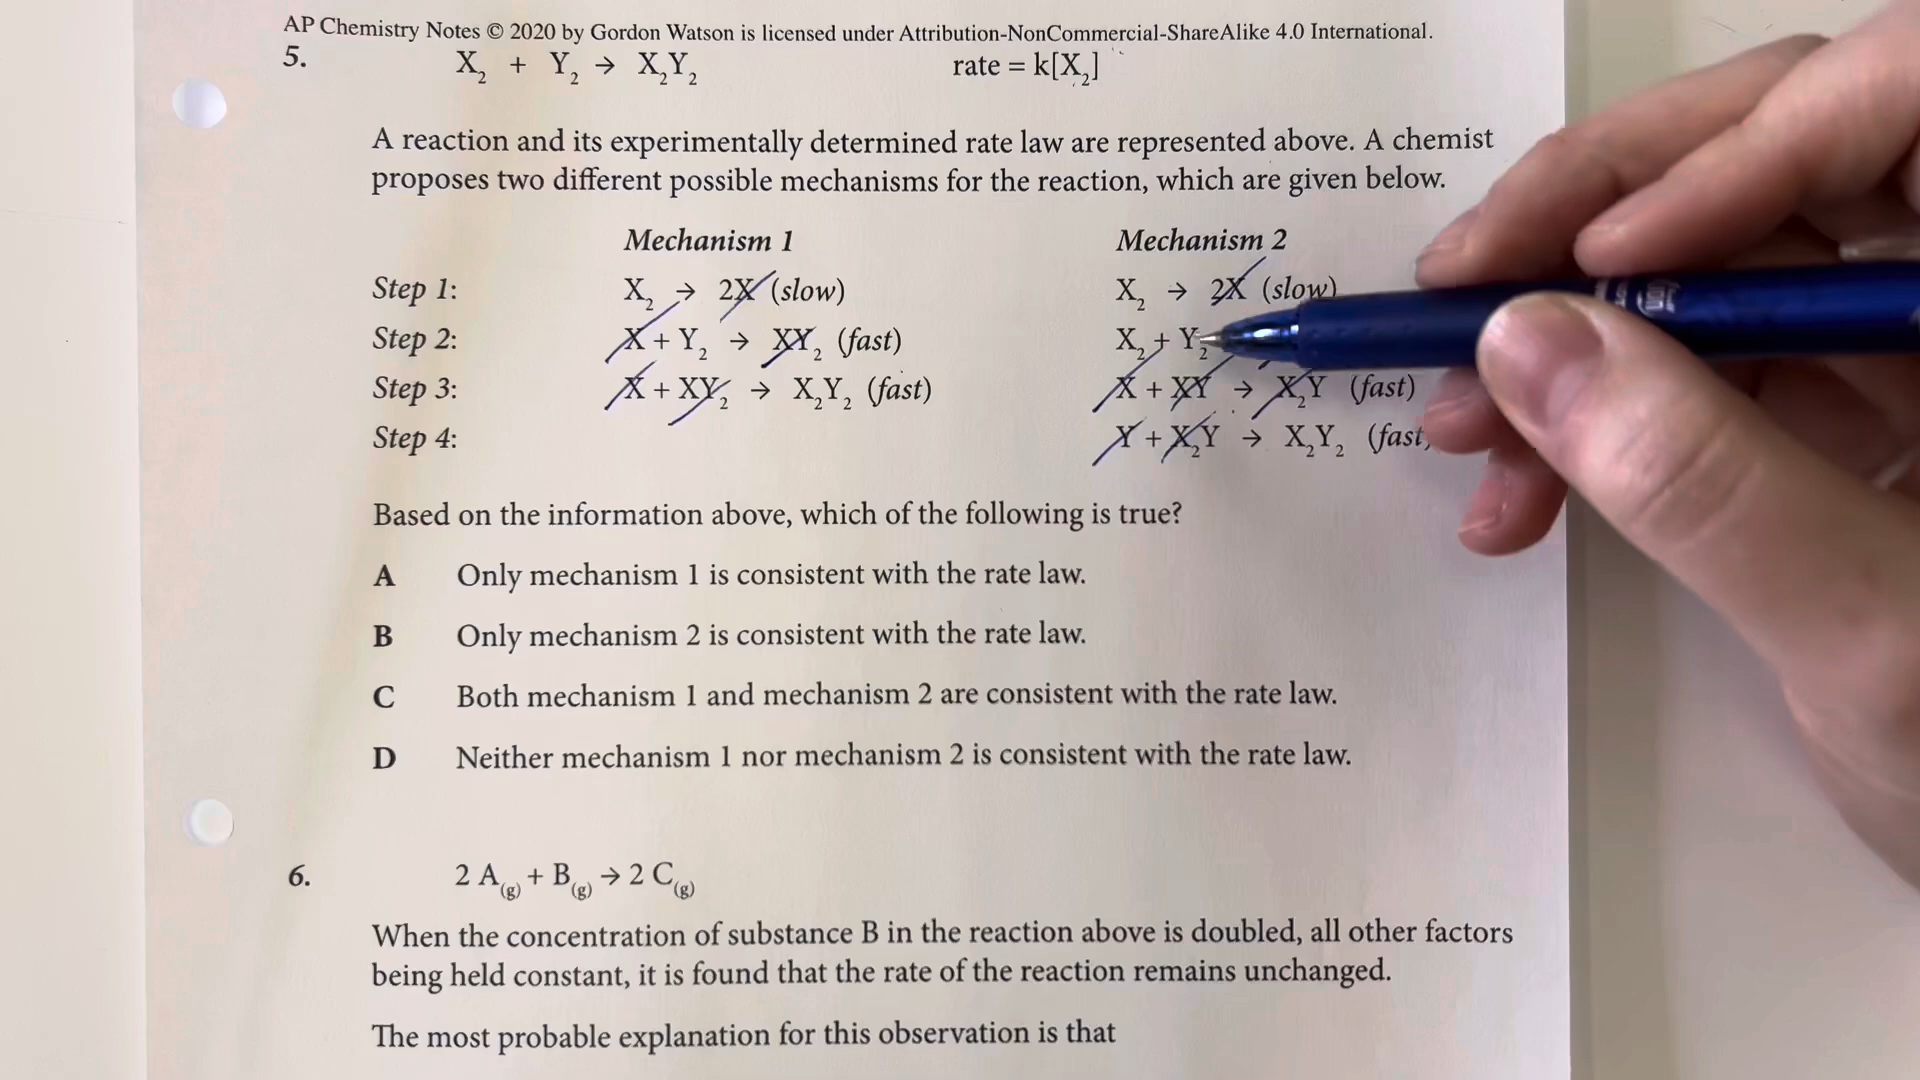 AP Chemistry Notes © 2020 by Gordon Watson is licensed under Attribution-NonCommercial-ShareAlike 4.0 International.
5. X₂ + Y₂ → X₂Y₂ rate = k[X₂]
A reaction and its experimentally determined rate law are represented above. A chemist
proposes two different possible mechanisms for the reaction, which are given below.
Mechanism 1 Mechanism 2
Step 1: X₂ → 2X (slow) X₂ → 2X (slow)
Step 2: X + Y₂ → XY₂ (fast) X₂ + Y₂
Step 3: X + XY₂ → X₂Y₂ (fast) X + XY → X₂Y (fast)
Step 4: Y + X₂Y → X₂Y₂ (fast)
Based on the information above, which of the following is true?
A Only mechanism 1 is consistent with the rate law.
B Only mechanism 2 is consistent with the rate law.
C Both mechanism 1 and mechanism 2 are consistent with the rate law.
D Neither mechanism 1 nor mechanism 2 is consistent with the rate law.
6. 2 A(g) + B(g) → 2 C(g)
When the concentration of substance B in the reaction above is doubled, all other factors
being held constant, it is found that the rate of the reaction remains unchanged.
The most probable explanation for this observation is that